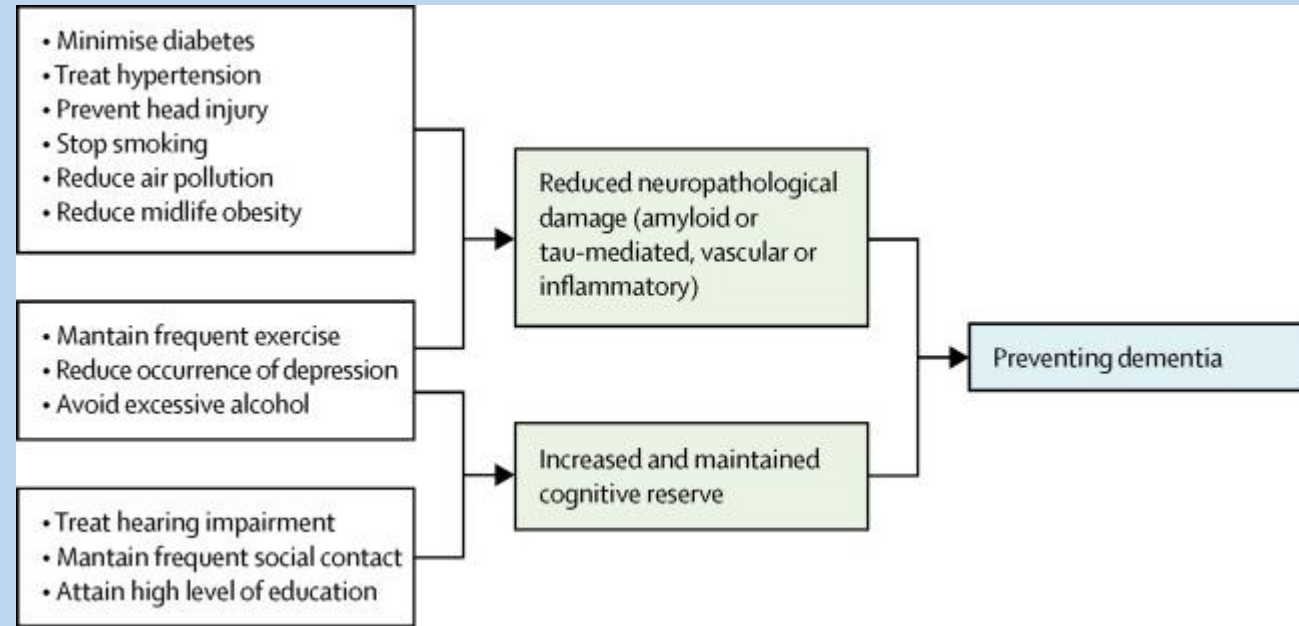 • Minimise diabetes
• Treat hypertension
• Prevent head injury
• Stop smoking
• Reduce air pollution
• Reduce midlife obesity
• Mantain frequent exercise
• Reduce occurrence of depression
• Avoid excessive alcohol
• Treat hearing impairment
• Mantain frequent social contact
• Attain high level of education
Reduced neuropathological
damage (amyloid or
tau-mediated, vascular or
inflammatory)
Increased and maintained
cognitive reserve
Preventing dementia